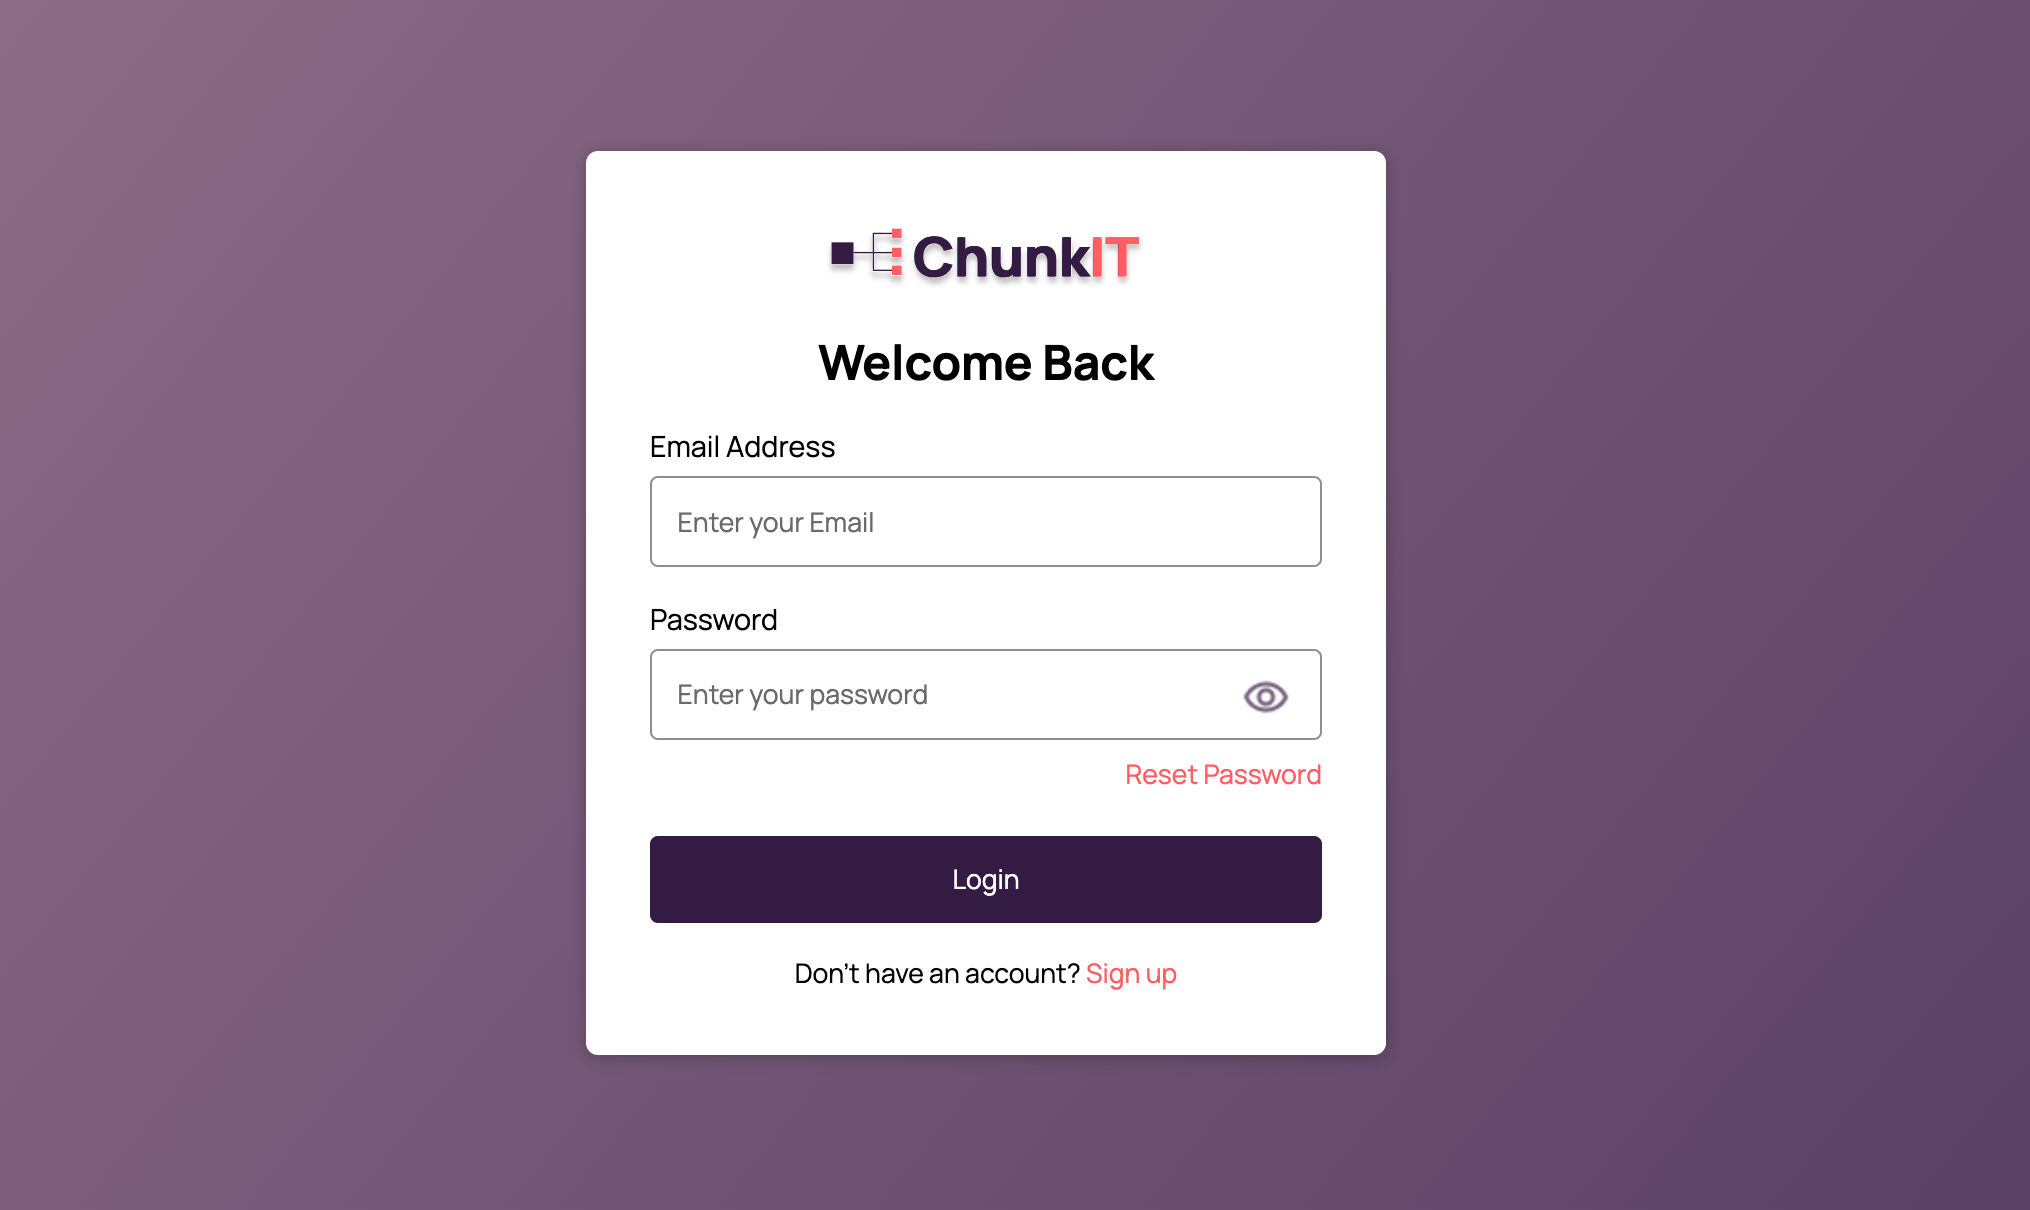 ChunkIT
Welcome Back
Email Address
Enter your Email
Password
Enter your password
Reset Password
Login
Don't have an account? Sign up